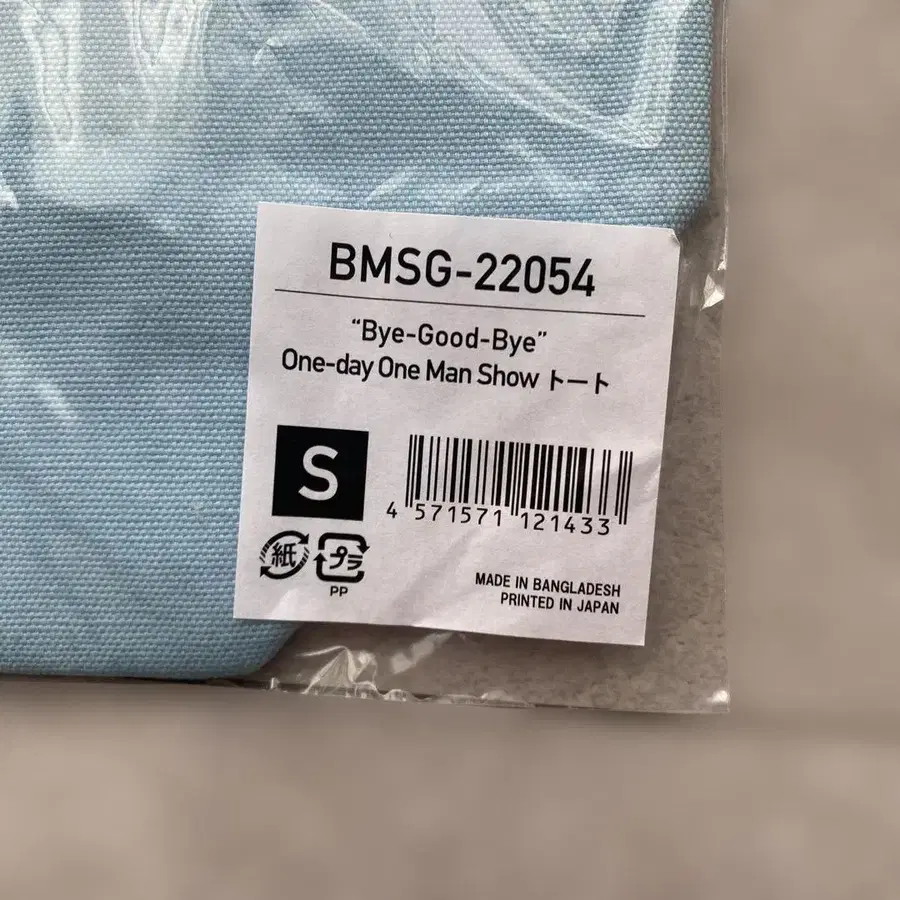 BMSG-22054
“Bye-Good-Bye”
One-day One Man Show トート
S
4 571571 121433
紙 プラ
PP
MADE IN BANGLADESH
PRINTED IN JAPAN